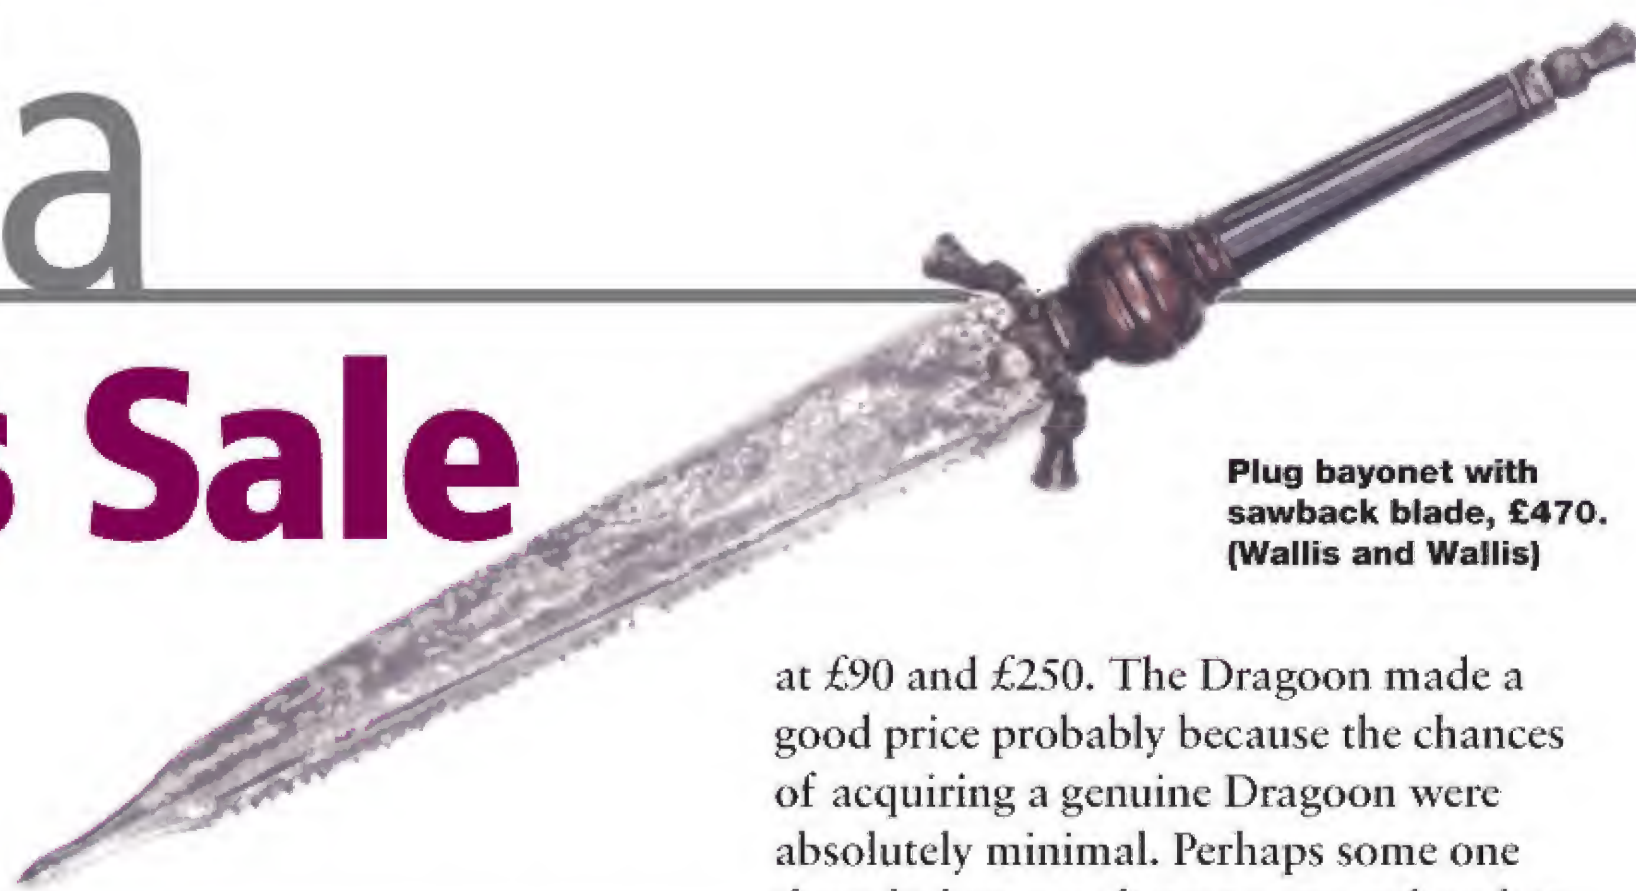 a
s Sale
Plug bayonet with
sawback blade, £470.
(Wallis and Wallis)
at £90 and £250. The Dragoon made a
good price probably because the chances
of acquiring a genuine Dragoon were
absolutely minimal. Perhaps some one